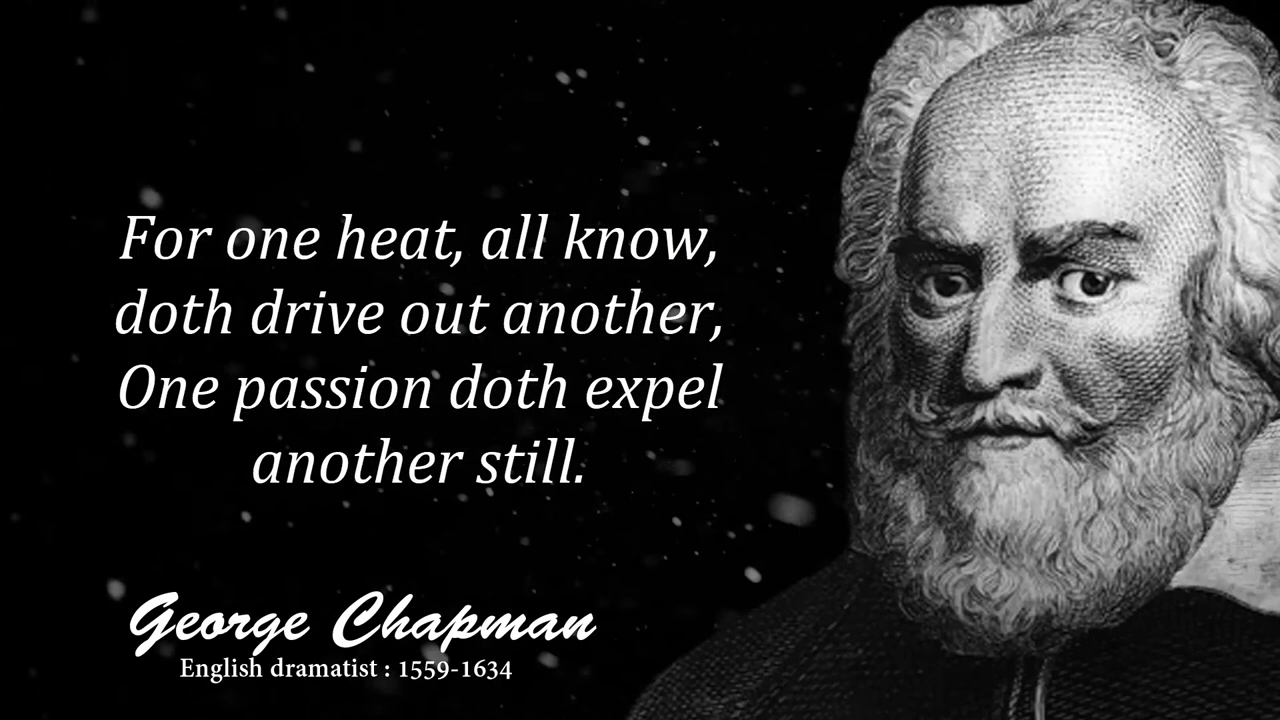 For one heat, all know,
doth drive out another,
One passion doth expel
another still.
George Chapman
English dramatist : 1559-1634